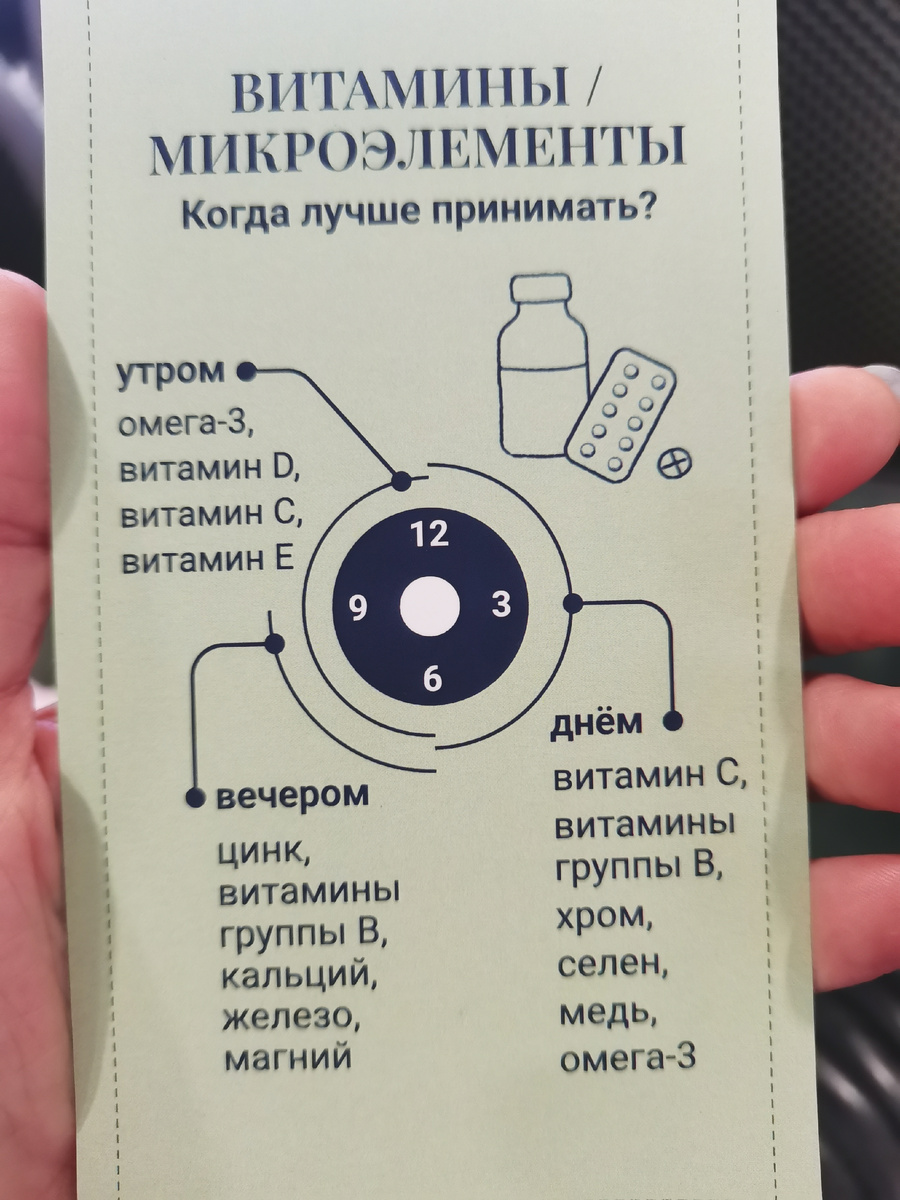 ВИТАМИНЫ /
МИКРОЭЛЕМЕНТЫ
Когда лучше принимать?
утром
омега-3,
витамин D,
витамин C,
витамин E
12
9
3
6
днём
витамин C,
витамины
группы B,
хром,
селен,
медь,
омега-3
вечером
цинк,
витамины
группы B,
кальций,
железо,
магний